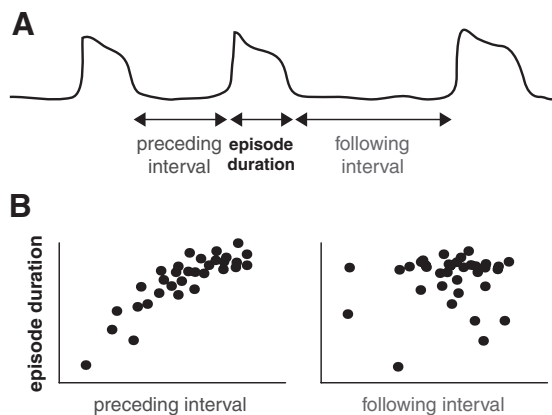 A
preceding interval
episode duration
following interval
B
episode duration
preceding interval
following interval